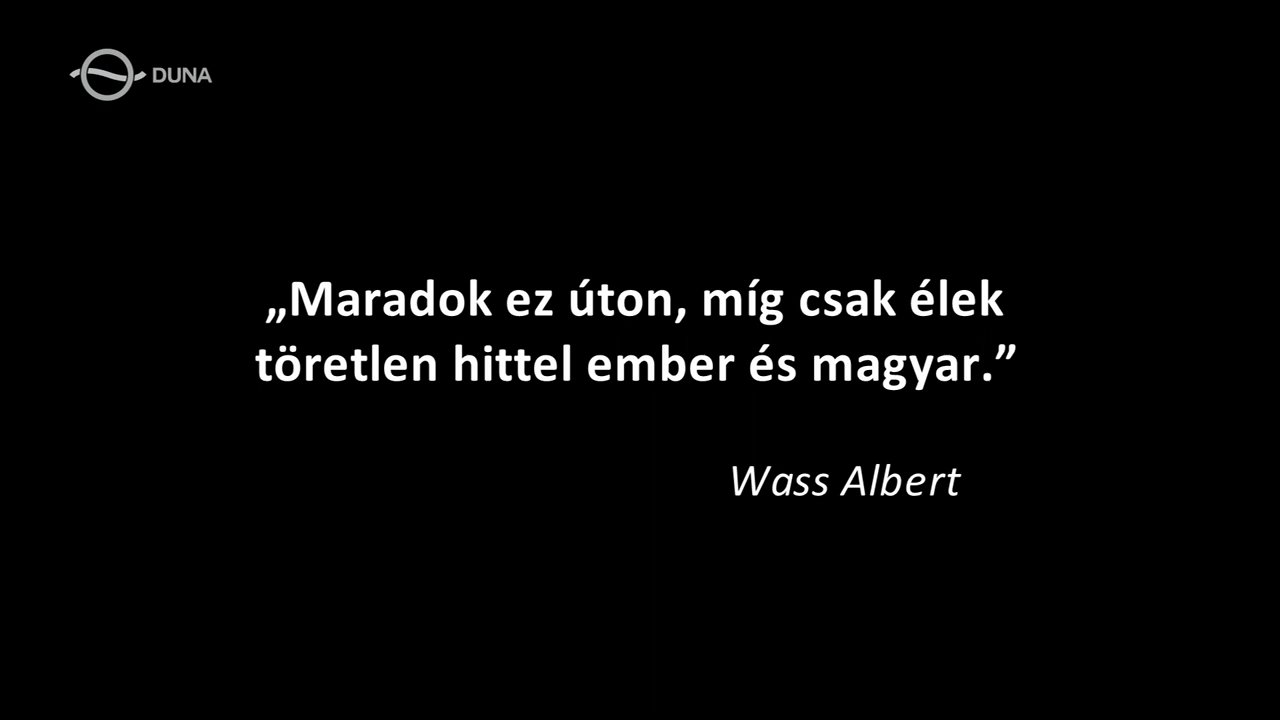 DUNA
„Maradok ez úton, míg csak élek
töretlen hittel ember és magyar.”
Wass Albert